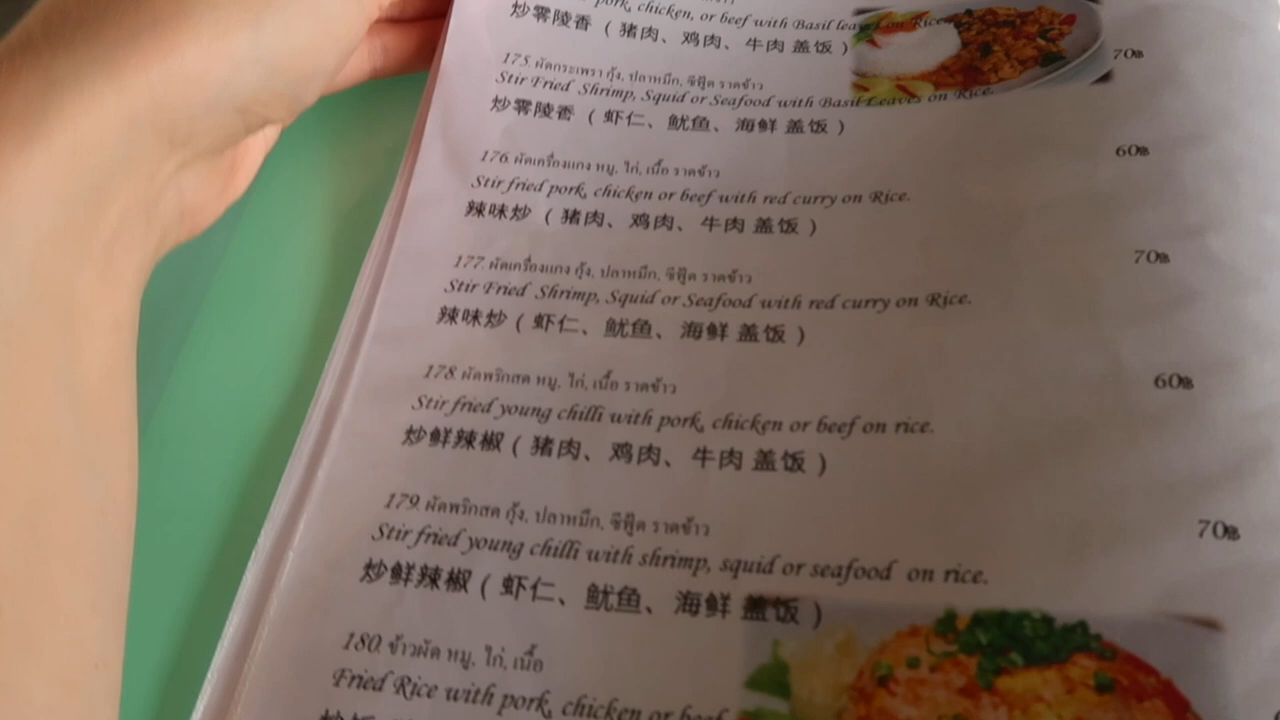 pork, chicken, or beef with Basil leaves on Rice
炒零陵香 （ 猪肉、鸡肉、牛肉 盖饭 ）
70฿
175. ผัดกระเพรา กุ้ง, ปลาหมึก, ซีฟู๊ด ราดข้าว
Stir Fried Shrimp, Squid or Seafood with Basil Leaves on Rice.
炒零陵香 （ 虾仁、鱿鱼、海鲜 盖饭 ）
60฿
176. ผัดเครื่องแกง หมู, ไก่, เนื้อ ราดข้าว
Stir fried pork, chicken or beef with red curry on Rice.
辣味炒 （ 猪肉、鸡肉、牛肉 盖饭 ）
70฿
177. ผัดเครื่องแกง กุ้ง, ปลาหมึก, ซีฟู๊ด ราดข้าว
Stir Fried Shrimp, Squid or Seafood with red curry on Rice.
辣味炒（ 虾仁、鱿鱼、海鲜 盖饭 ）
60฿
178. ผัดพริกสด หมู, ไก่, เนื้อ ราดข้าว
Stir fried young chilli with pork, chicken or beef on rice.
炒鲜辣椒（ 猪肉、鸡肉、牛肉 盖饭 ）
70฿
179. ผัดพริกสด กุ้ง, ปลาหมึก, ซีฟู๊ด ราดข้าว
Stir fried young chilli with shrimp, squid or seafood on rice.
炒鲜辣椒（ 虾仁、鱿鱼、海鲜 盖饭 ）
180. ข้าวผัด หมู, ไก่, เนื้อ
Fried Rice with pork, chicken or beef